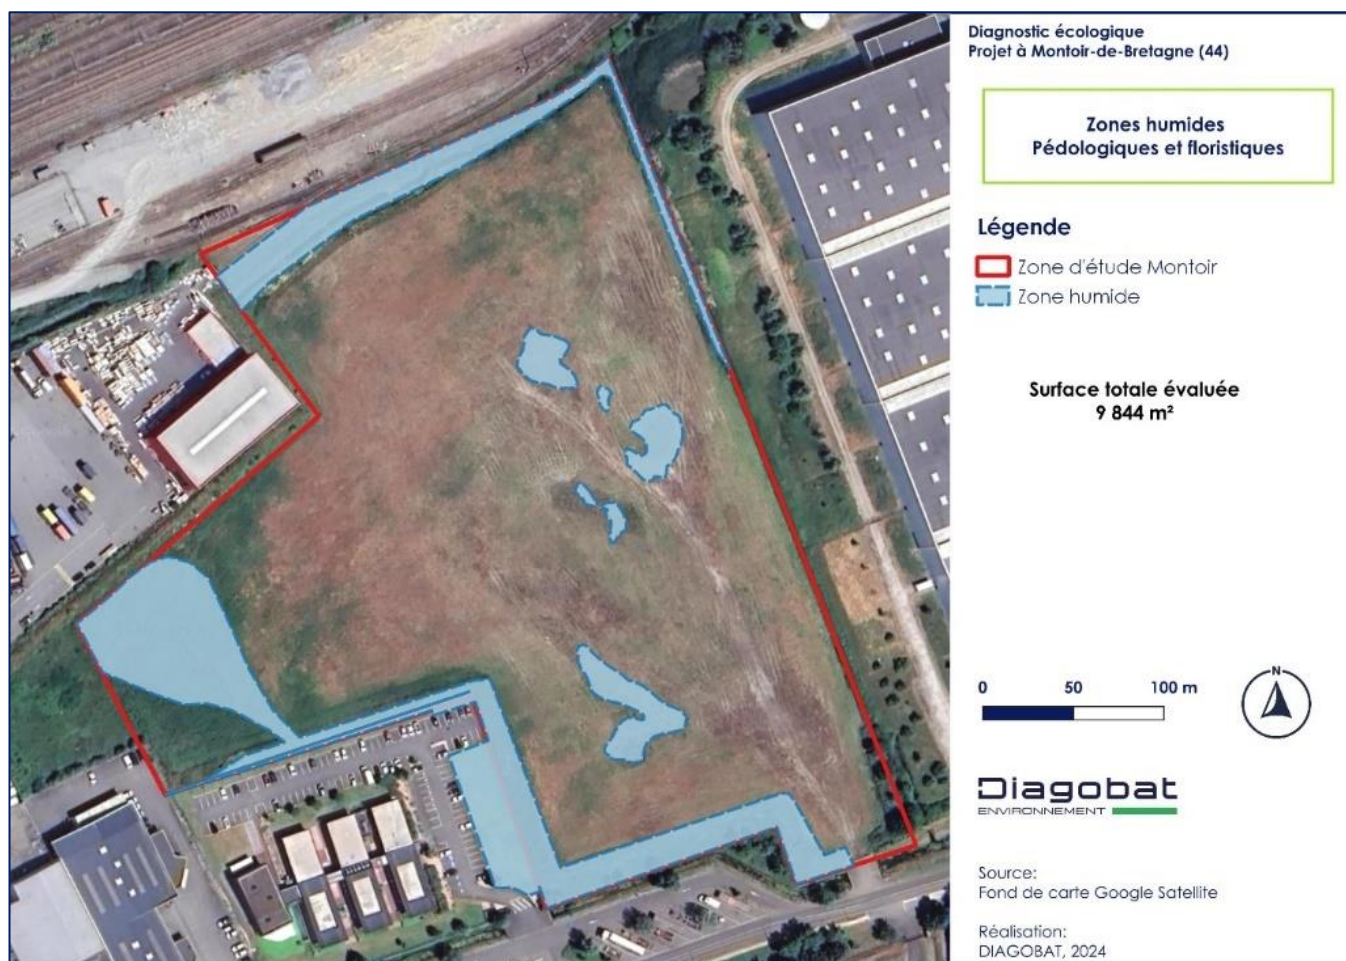 Diagnostic écologique
Projet à Montoir-de-Bretagne (44)
Zones humides
Pédologiques et floristiques
Légende
Zone d'étude Montoir
Zone humide
Surface totale évaluée
9 844 m²
0 50 100 m
N
Diagobat
ENVIRONNEMENT
Source:
Fond de carte Google Satellite
Réalisation:
DIAGOBAT, 2024